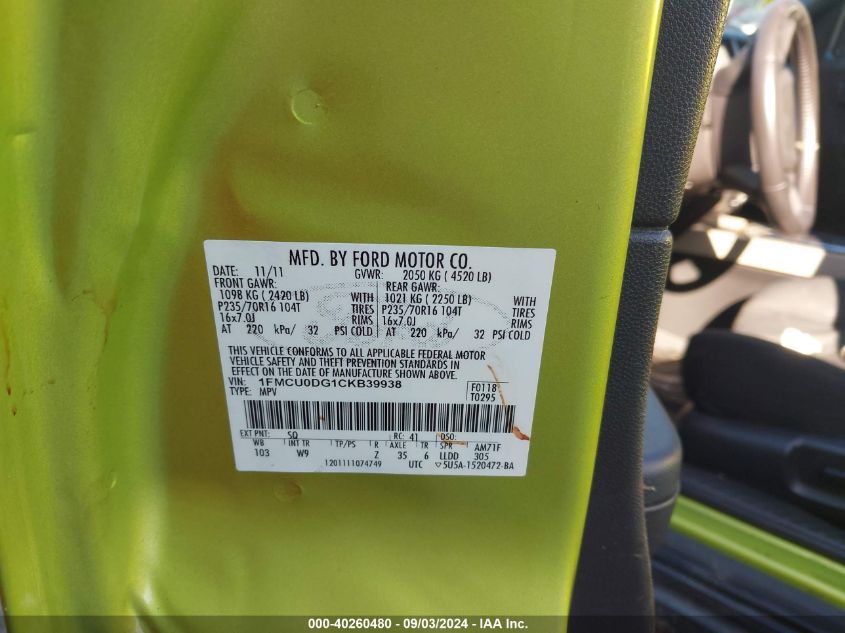 MFD. BY FORD MOTOR CO.
DATE: 11/11 GVWR: 2050 KG ( 4520 LB)
FRONT GAWR: REAR GAWR:
1098 KG ( 2420 LB) WITH 1021 KG ( 2250 LB) WITH
P235/70R16 104T TIRES P235/70R16 104T TIRES
16x7.0J RIMS 16x7.0J RIMS
AT 220 kPa/ 32 PSI COLD AT 220 kPa/ 32 PSI COLD
THIS VEHICLE CONFORMS TO ALL APPLICABLE FEDERAL MOTOR
VEHICLE SAFETY AND THEFT PREVENTION STANDARDS IN
EFFECT ON THE DATE OF MANUFACTURE SHOWN ABOVE.
VIN: 1FMCU0DG1CKB39938 F0118
TYPE: MPV T0295
EXT PNT: SQ RC: 41 DSO:
WB INT TR TP/PS R AXLE TR SPR AM71F
103 W9 Z 35 6 LLDD 305
1201111074749 UTC 5U5A-1520472-BA
000-40260480 - 09/03/2024 - IAA Inc.